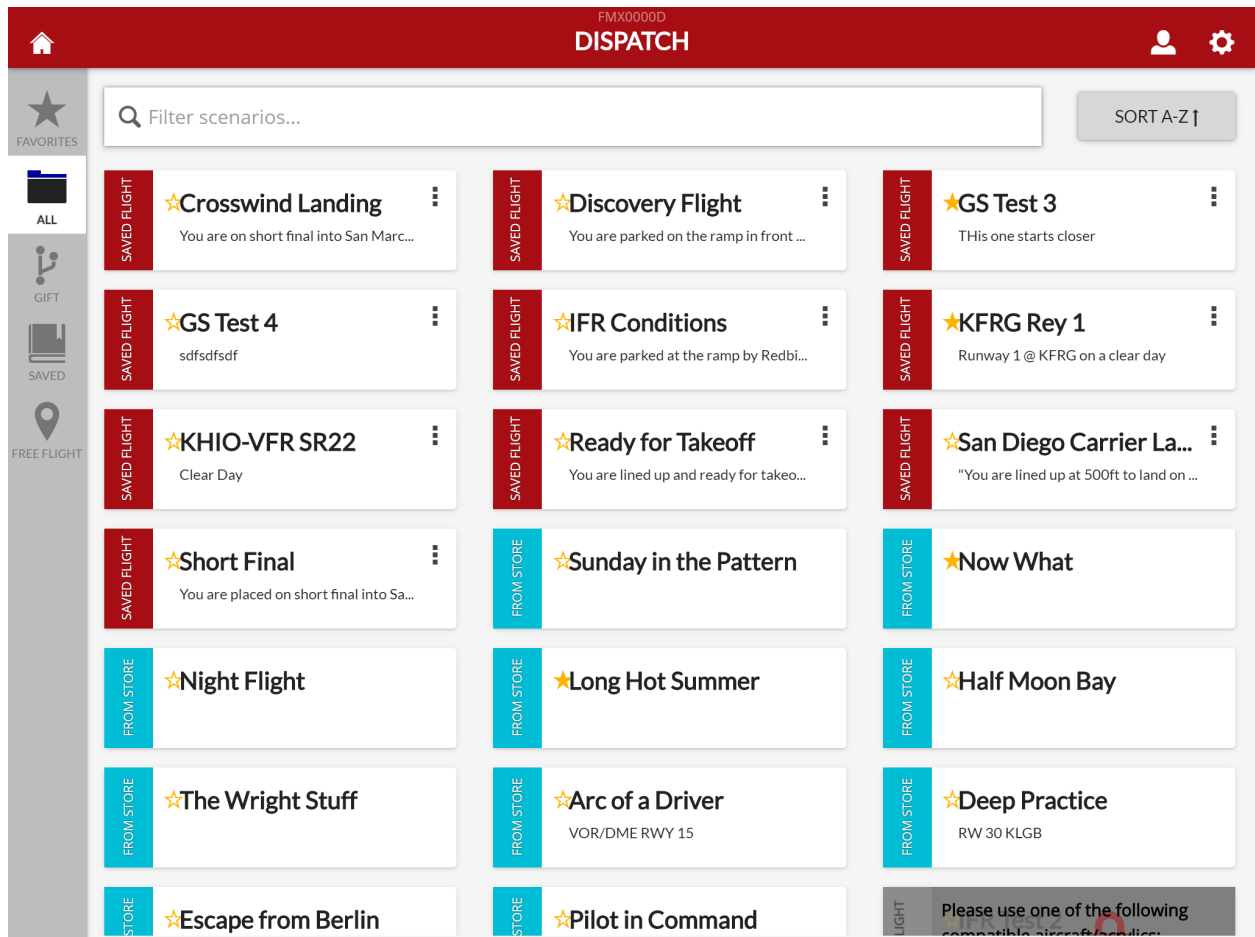 FMX0000D
DISPATCH
FAVORITES
ALL
GIFT
SAVED
FREE FLIGHT
Filter scenarios...
SORT A-Z
SAVED FLIGHT
Crosswind Landing
You are on short final into San Marc...
SAVED FLIGHT
Discovery Flight
You are parked on the ramp in front ...
SAVED FLIGHT
GS Test 3
THis one starts closer
SAVED FLIGHT
GS Test 4
sdfsdfsdf
SAVED FLIGHT
IFR Conditions
You are parked at the ramp by Redbi...
SAVED FLIGHT
KFRG Rey 1
Runway 1 @ KFRG on a clear day
SAVED FLIGHT
KHIO-VFR SR22
Clear Day
SAVED FLIGHT
Ready for Takeoff
You are lined up and ready for takeo...
SAVED FLIGHT
San Diego Carrier La...
"You are lined up at 500ft to land on ...
SAVED FLIGHT
Short Final
You are placed on short final into Sa...
FROM STORE
Sunday in the Pattern
FROM STORE
Now What
FROM STORE
Night Flight
FROM STORE
Long Hot Summer
FROM STORE
Half Moon Bay
FROM STORE
The Wright Stuff
FROM STORE
Arc of a Driver
VOR/DME RWY 15
FROM STORE
Deep Practice
RW 30 KLGB
STORE
Escape from Berlin
STORE
Pilot in Command
LIGHT
IFR Test 2
Please use one of the following
compatible aircraft/acrylics: